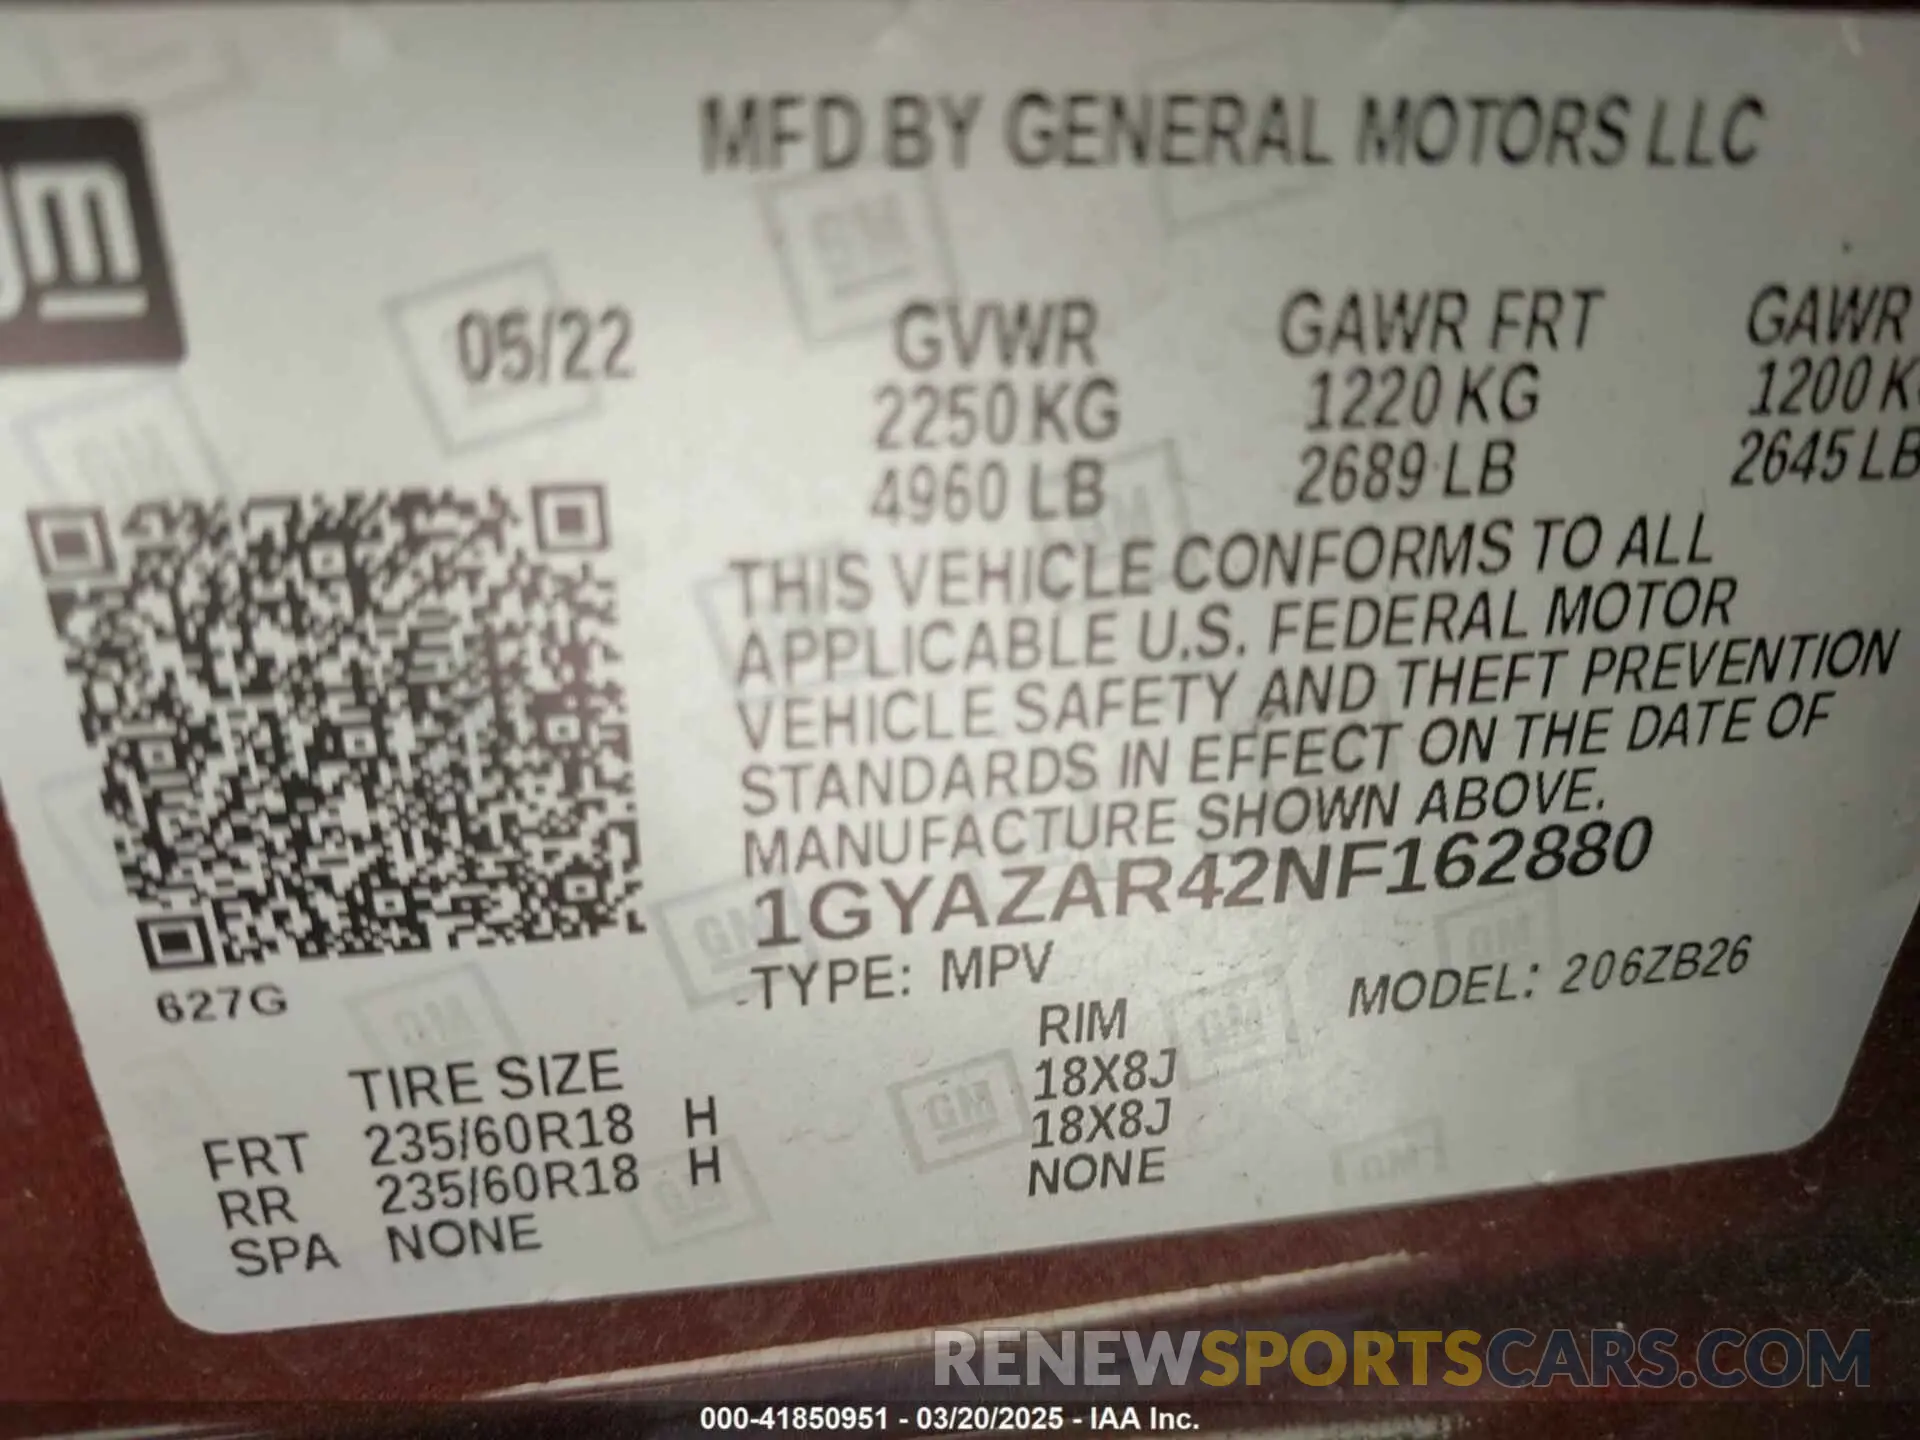 MFD BY GENERAL MOTORS LLC
GM
05/22 GVWR GAWR FRT GAWR
2250 KG 1220 KG 1200 K
4960 LB 2689 LB 2645 LB
THIS VEHICLE CONFORMS TO ALL
APPLICABLE U.S. FEDERAL MOTOR
VEHICLE SAFETY AND THEFT PREVENTION
STANDARDS IN EFFECT ON THE DATE OF
MANUFACTURE SHOWN ABOVE.
1GYAZAR42NF162880
TYPE: MPV MODEL: 206ZB26
627G
TIRE SIZE RIM
FRT 235/60R18 H 18X8J
RR 235/60R18 H 18X8J
SPA NONE NONE
RENEWSPORTSCARS.COM
000-41850951 - 03/20/2025 - IAA Inc.